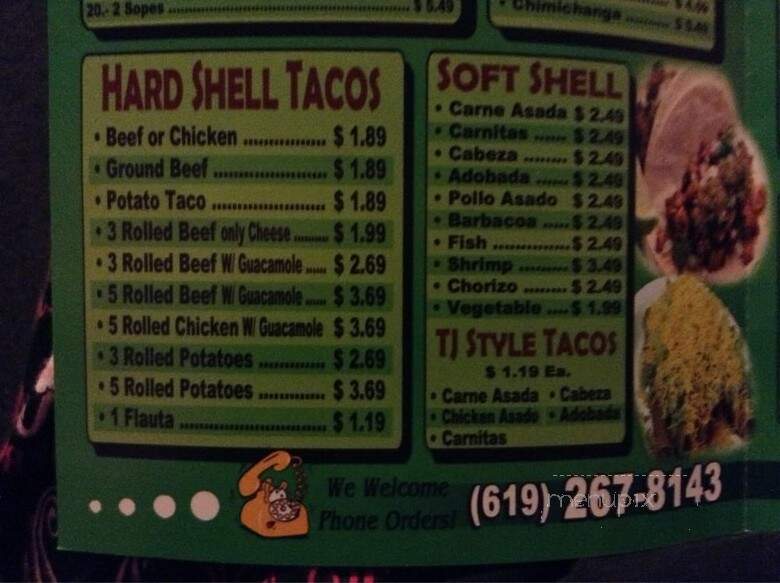 20.- 2 Sopes ........ $ 5.49
• Chimichanga ........ $ 5.49
HARD SHELL TACOS
• Beef or Chicken ................ $ 1.89
• Ground Beef ...................... $ 1.89
• Potato Taco ...................... $ 1.89
• 3 Rolled Beef only Cheese ......... $ 1.99
• 3 Rolled Beef W/ Guacamole ..... $ 2.69
• 5 Rolled Beef W/ Guacamole ..... $ 3.69
• 5 Rolled Chicken W/ Guacamole $ 3.69
• 3 Rolled Potatoes ............. $ 2.69
• 5 Rolled Potatoes ............. $ 3.69
• 1 Flauta ............................ $ 1.19
SOFT SHELL
• Carne Asada $ 2.49
• Carnitas ...... $ 2.49
• Cabeza ........ $ 2.49
• Adobada ...... $ 2.49
• Pollo Asado $ 2.49
• Barbacoa ..... $ 2.49
• Fish ..............$ 2.49
• Shrimp ......... $ 3.49
• Chorizo ........ $ 2.49
• Vegetable ....$ 1.99
TJ STYLE TACOS
$ 1.19 Ea.
• Carne Asada • Cabeza
• Chicken Asado • Adobada
• Carnitas
We Welcome
Phone Orders!
(619) 267-8143
menupix